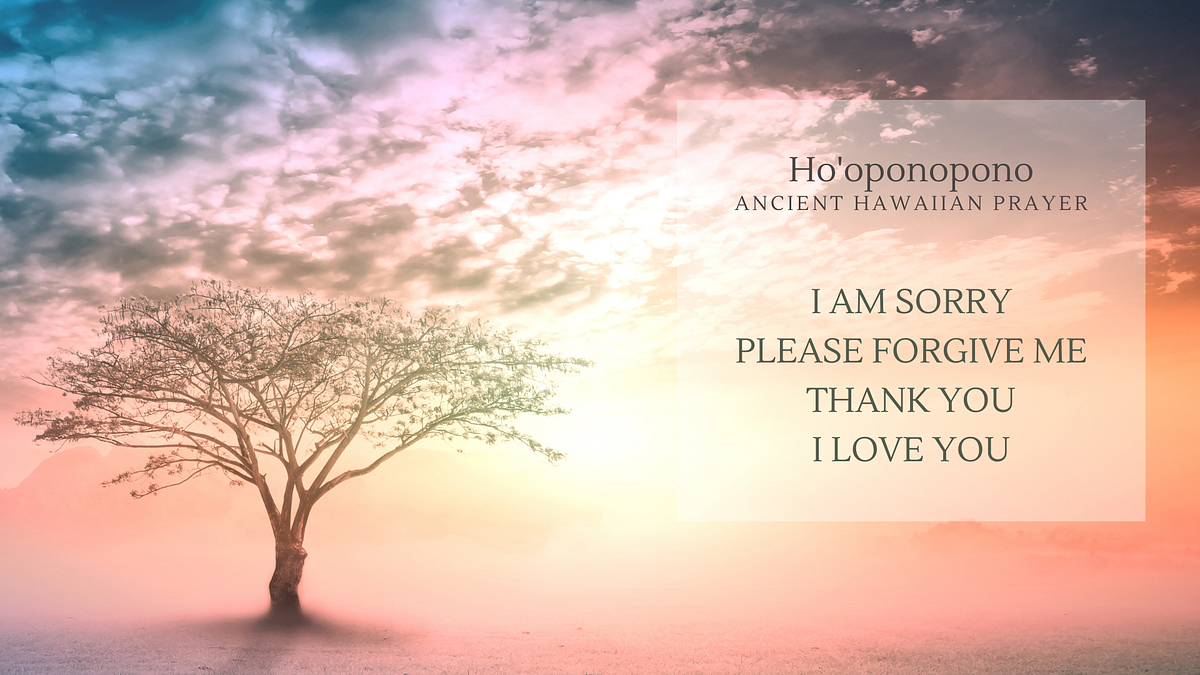 Ho'oponopono
ANCIENT HAWAIIAN PRAYER
I AM SORRY
PLEASE FORGIVE ME
THANK YOU
I LOVE YOU